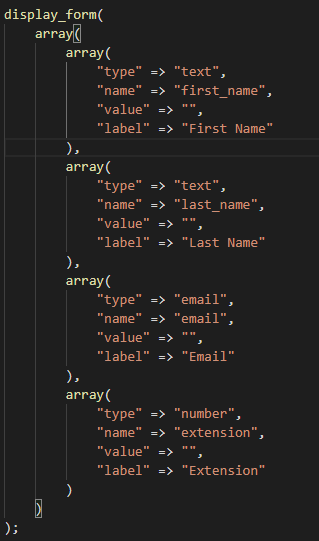 display_form(
    array(
        array(
            "type" => "text",
            "name" => "first_name",
            "value" => "",
            "label" => "First Name"
        ),
        array(
            "type" => "text",
            "name" => "last_name",
            "value" => "",
            "label" => "Last Name"
        ),
        array(
            "type" => "email",
            "name" => "email",
            "value" => "",
            "label" => "Email"
        ),
        array(
            "type" => "number",
            "name" => "extension",
            "value" => "",
            "label" => "Extension"
        )
    )
);